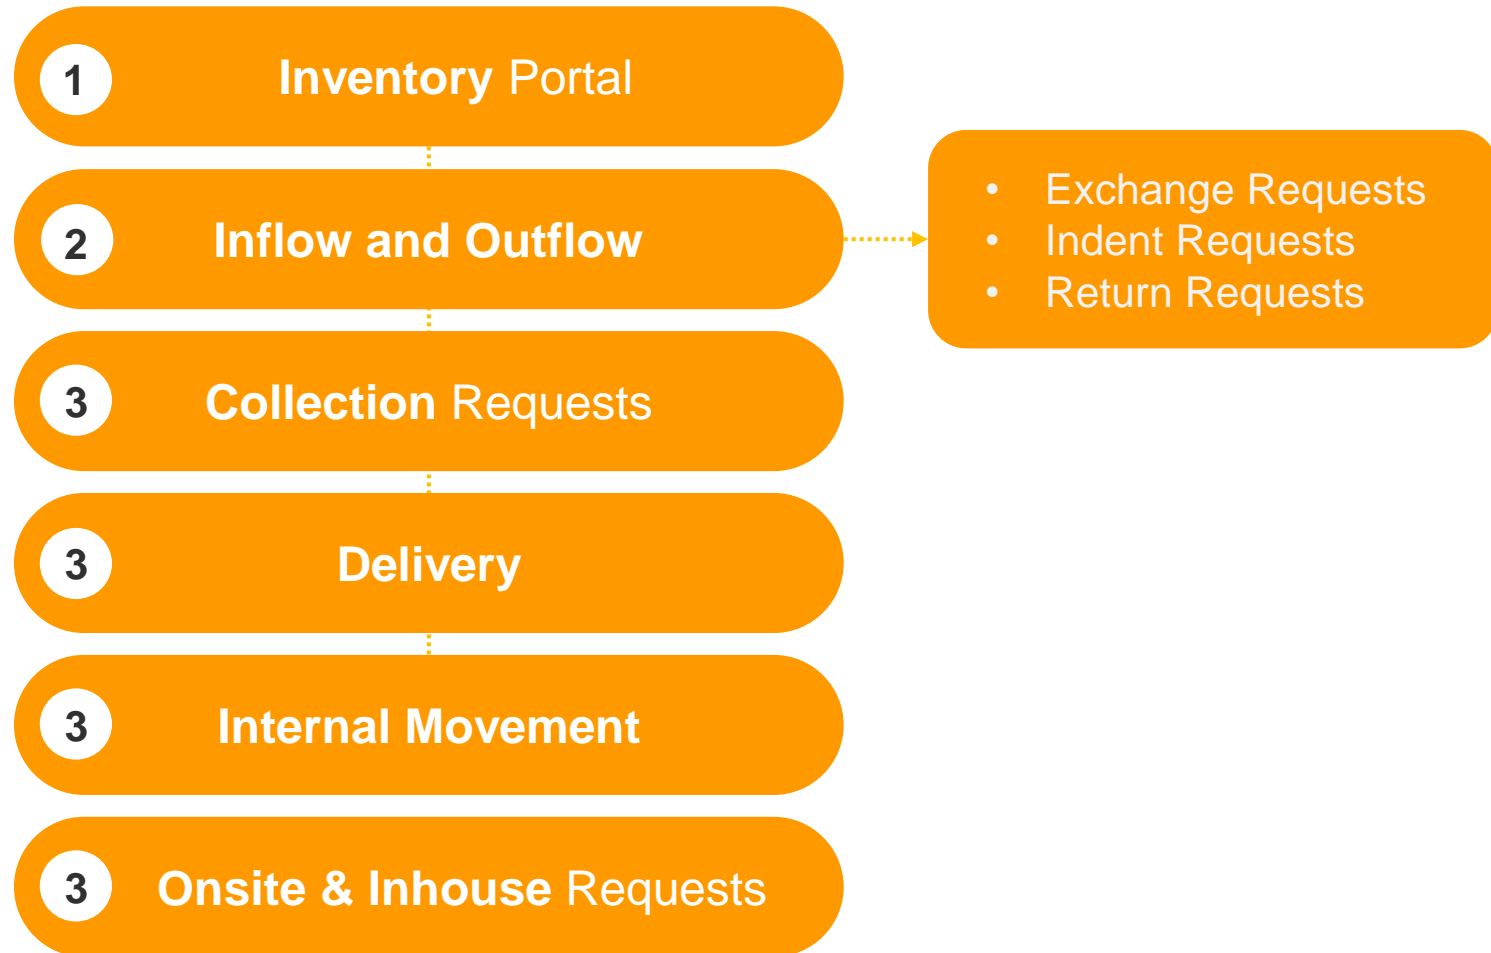 1 Inventory Portal
2 Inflow and Outflow
• Exchange Requests
• Indent Requests
• Return Requests
3 Collection Requests
3 Delivery
3 Internal Movement
3 Onsite & Inhouse Requests